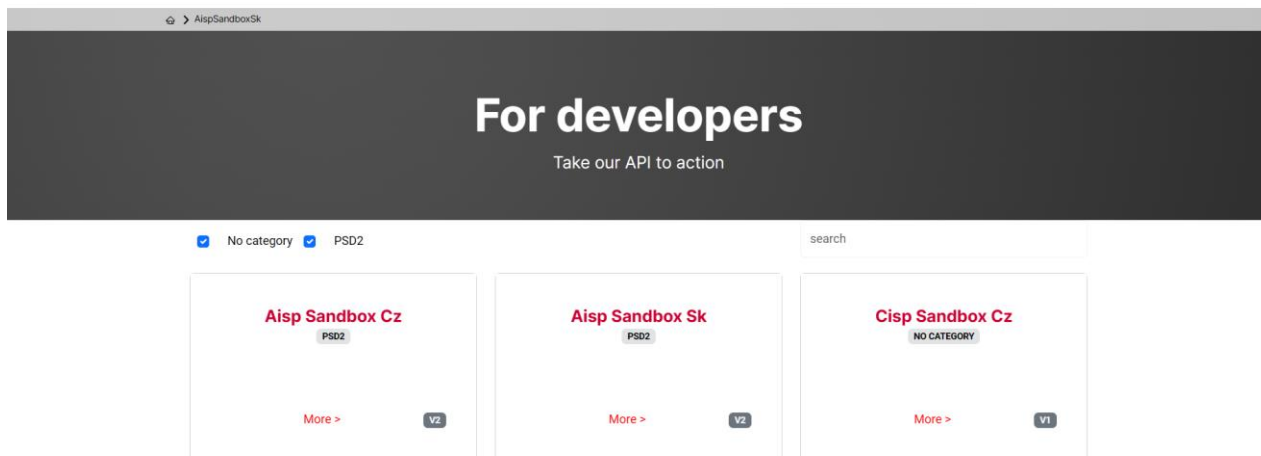 AispSandboxSk
For developers
Take our API to action
No category PSD2 search
Aisp Sandbox Cz
PSD2
More > V2
Aisp Sandbox Sk
PSD2
More > V2
Cisp Sandbox Cz
NO CATEGORY
More > V1